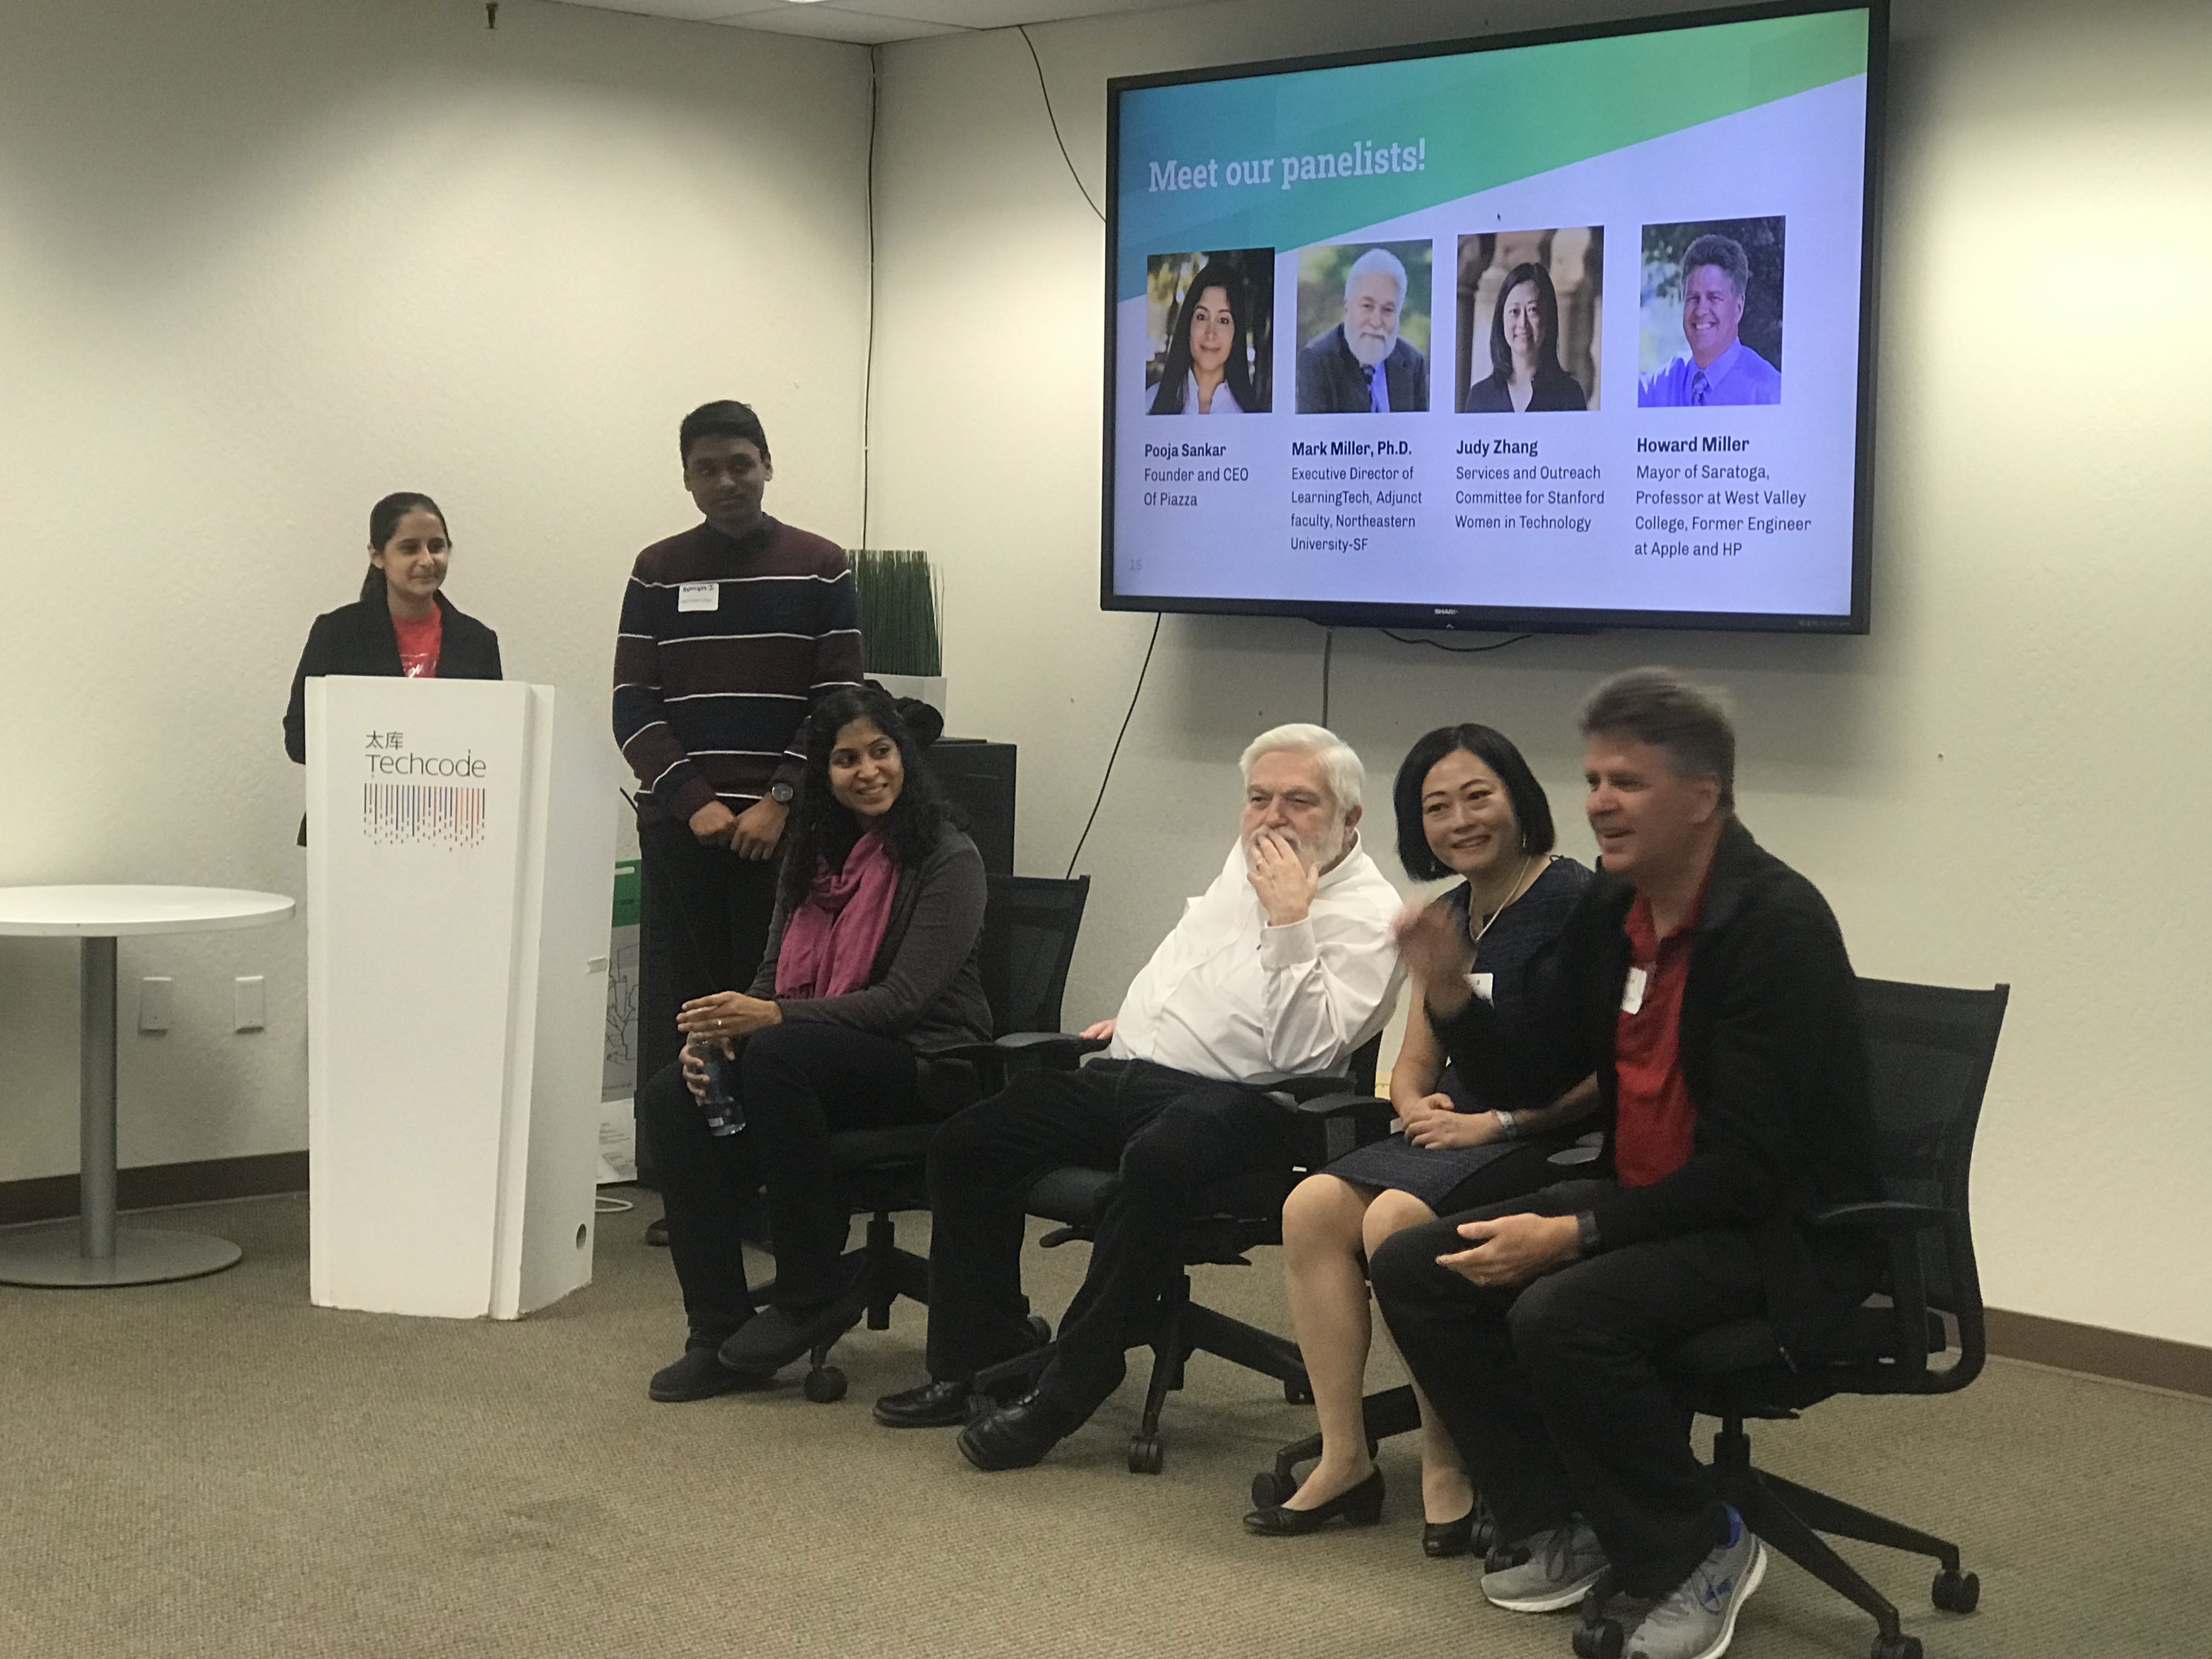 Meet our panelists!
Pooja Sankar
Founder and CEO
Of Piazza
Mark Miller, Ph.D.
Executive Director of
LearningTech, Adjunct
faculty, Northeastern
University-SF
Judy Zhang
Services and Outreach
Committee for Stanford
Women in Technology
Howard Miller
Mayor of Saratoga,
Professor at West Valley
College, Former Engineer
at Apple and HP
15
SHARP
太库
Techcode